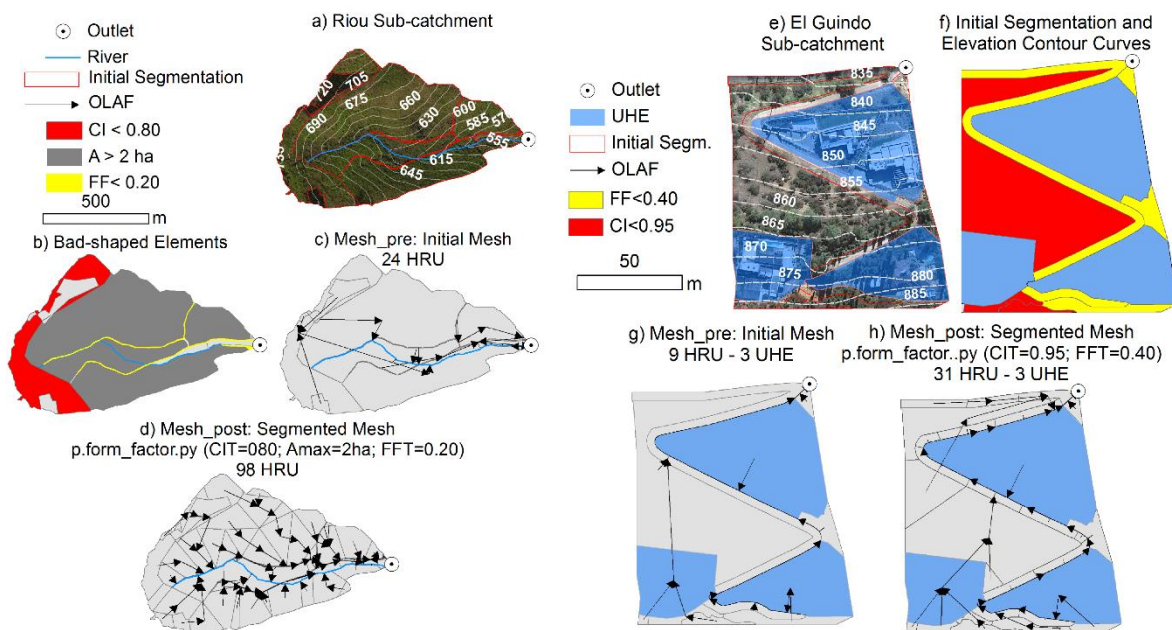 a) Riou Sub-catchment
Outlet
River
Initial Segmentation
OLAF
CI < 0.80
A > 2 ha
FF< 0.20
500
m
720
705
690
675
660
630
600
585
555
615
645
b) Bad-shaped Elements
c) Mesh_pre: Initial Mesh
24 HRU
d) Mesh_post: Segmented Mesh
p.form_factor.py (CIT=080; Amax=2ha; FFT=0.20)
98 HRU
e) El Guindo
Sub-catchment
Outlet
UHE
Initial Segm.
OLAF
FF<0.40
CI<0.95
50
m
835
840
845
850
855
860
865
870
875
880
885
f) Initial Segmentation and
Elevation Contour Curves
g) Mesh_pre: Initial Mesh
9 HRU - 3 UHE
h) Mesh_post: Segmented Mesh
p.form_factor..py (CIT=0.95; FFT=0.40)
31 HRU - 3 UHE